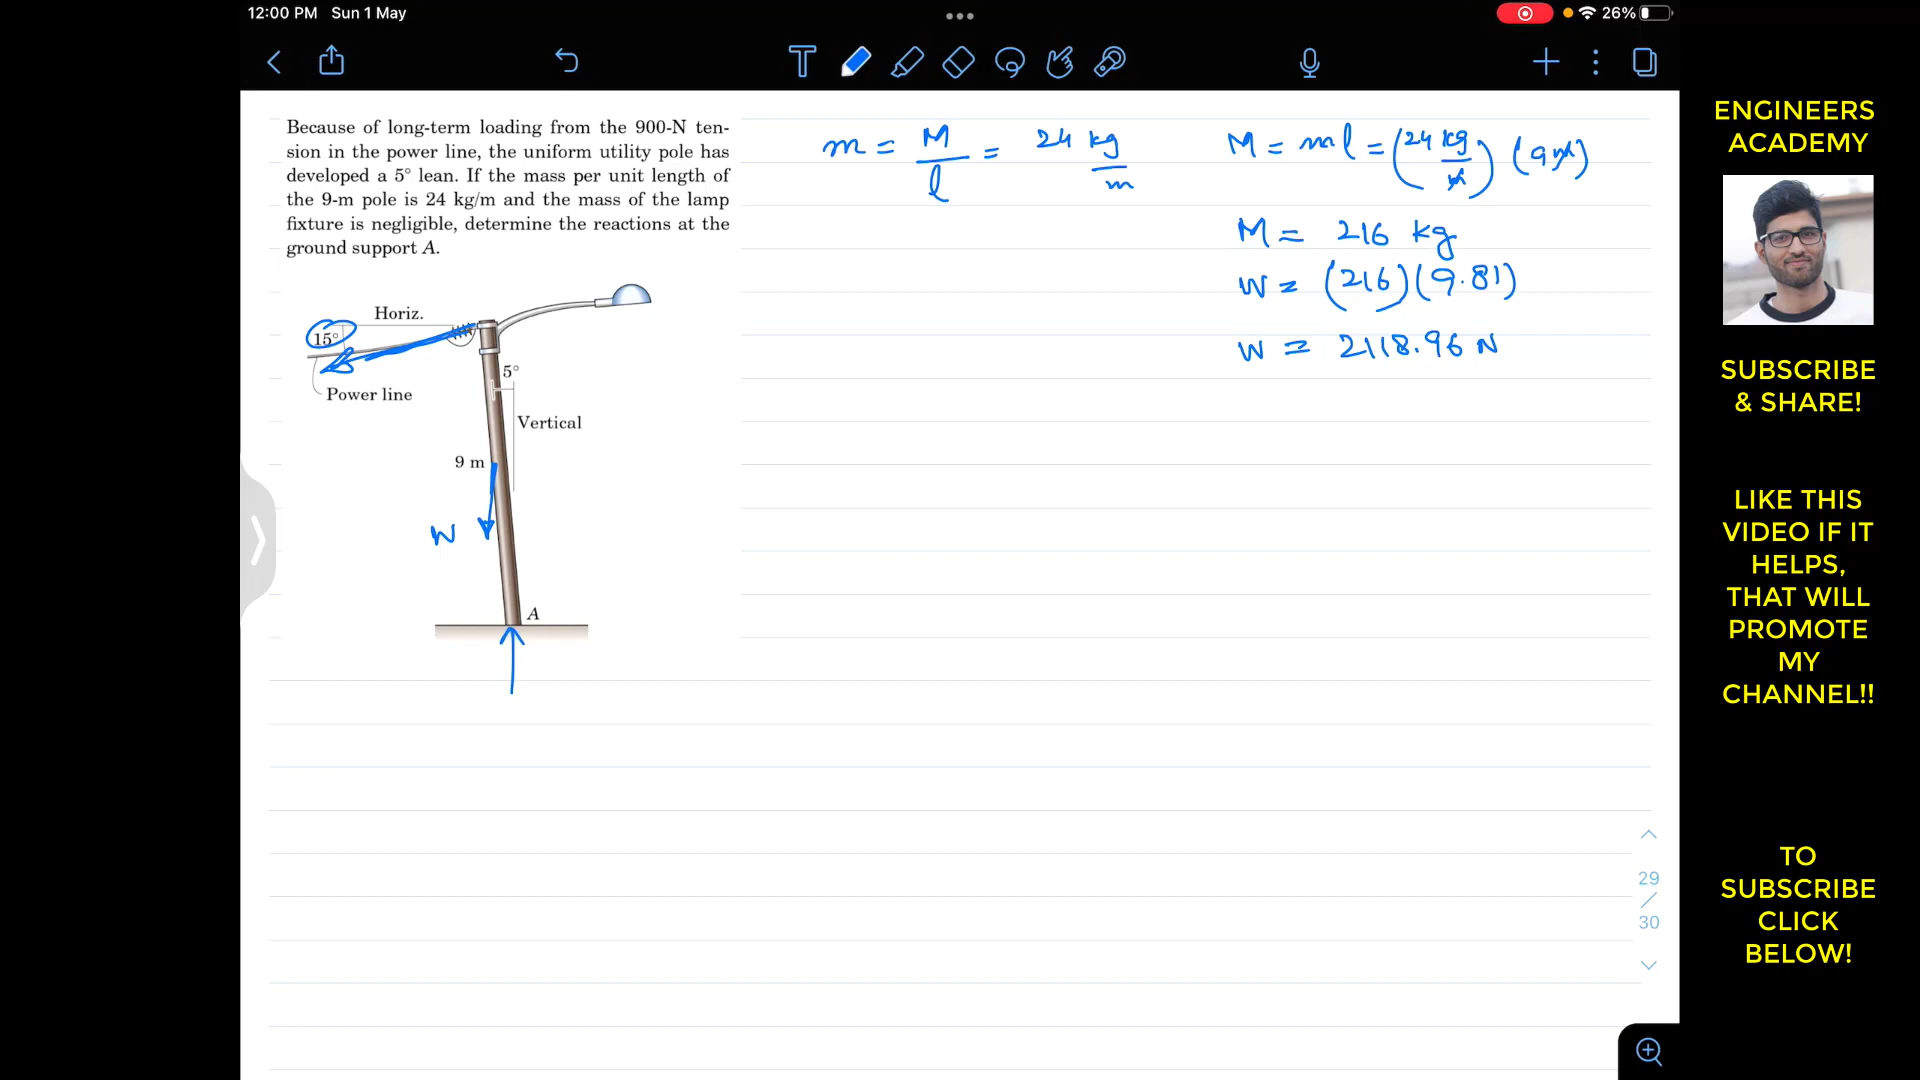 12:00 PM Sun 1 May
26%
Because of long-term loading from the 900-N ten-
sion in the power line, the uniform utility pole has
developed a 5° lean. If the mass per unit length of
the 9-m pole is 24 kg/m and the mass of the lamp
fixture is negligible, determine the reactions at the
ground support A.
Horiz.
15°
Power line
5°
Vertical
9 m
W
A
m = M/l = 24 kg/m
M = ml = (24 kg/m) (9m)
M = 216 kg
W = (216)(9.81)
W = 2118.96 N
29
/
30
ENGINEERS
ACADEMY
SUBSCRIBE
& SHARE!
LIKE THIS
VIDEO IF IT
HELPS,
THAT WILL
PROMOTE
MY
CHANNEL!!
TO
SUBSCRIBE
CLICK
BELOW!